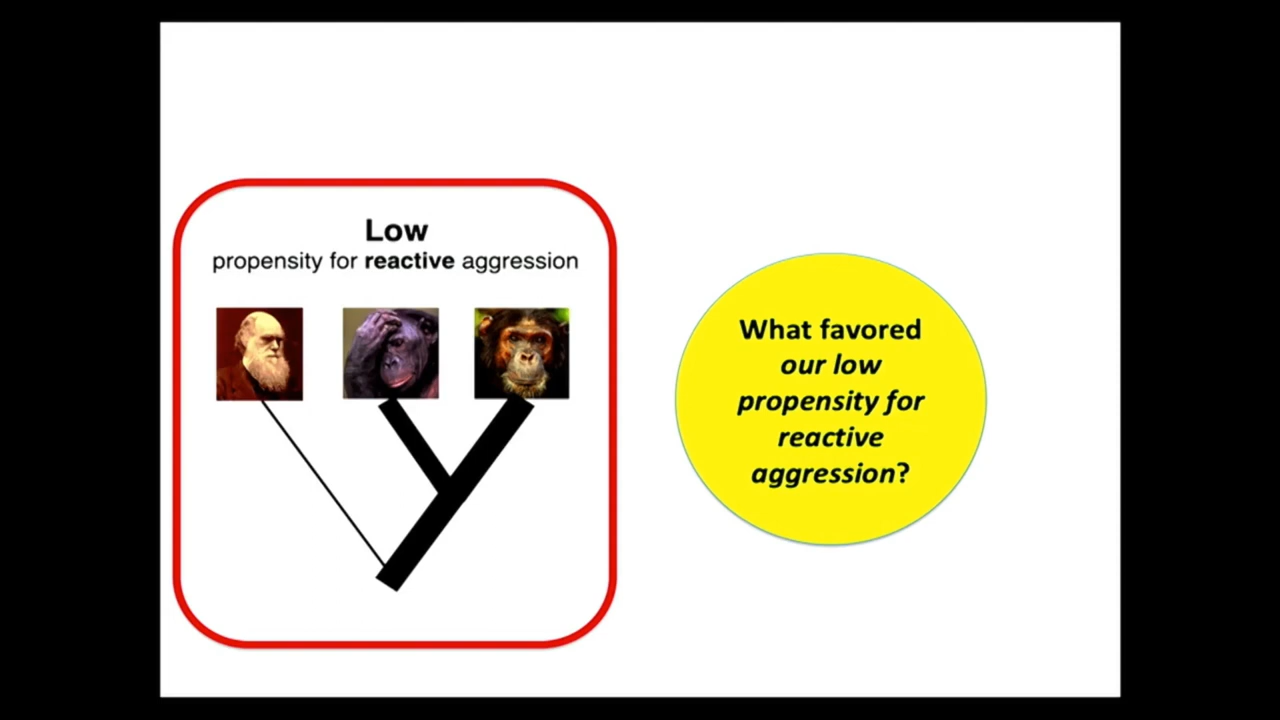 Low
propensity for reactive aggression
What favored
our low
propensity for
reactive
aggression?